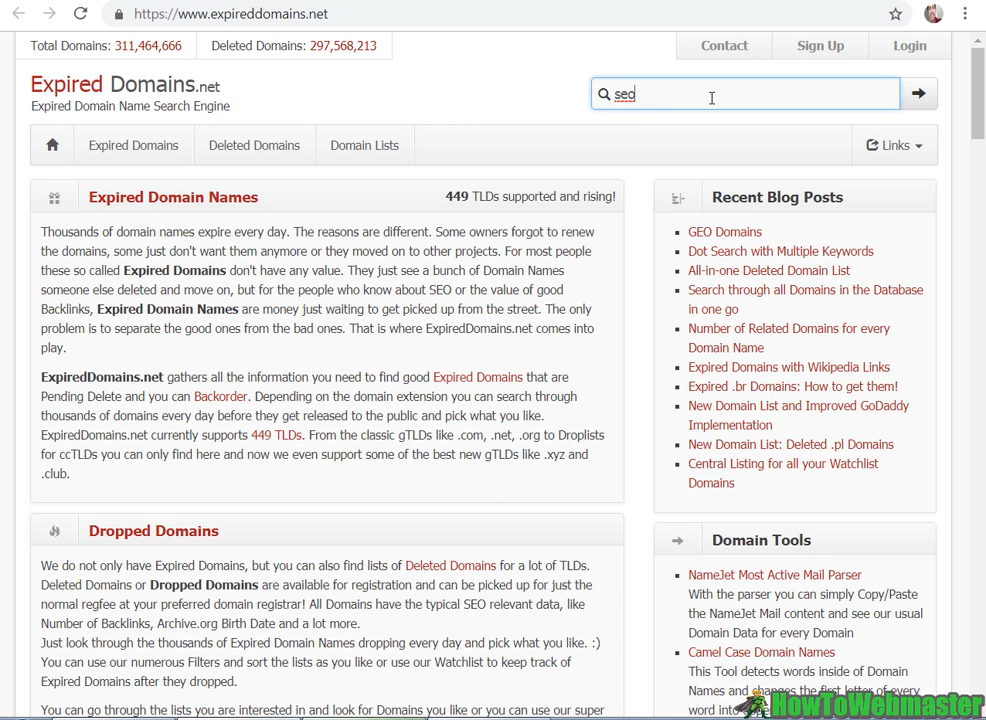 https://www.expireddomains.net
Total Domains: 311,464,666
Deleted Domains: 297,568,213
Contact
Sign Up
Login
Expired Domains.net
Expired Domain Name Search Engine
sed
Expired Domains
Deleted Domains
Domain Lists
Links
Expired Domain Names
449 TLDs supported and rising!
Thousands of domain names expire every day. The reasons are different. Some owners forgot to renew
the domains, some just don't want them anymore or they moved on to other projects. For most people
these so called Expired Domains don't have any value. They just see a bunch of Domain Names
someone else deleted and move on, but for the people who know about SEO or the value of good
Backlinks, Expired Domain Names are money just waiting to get picked up from the street. The only
problem is to separate the good ones from the bad ones. That is where ExpiredDomains.net comes into
play.
ExpiredDomains.net gathers all the information you need to find good Expired Domains that are
Pending Delete and you can Backorder. Depending on the domain extension you can search through
thousands of domains every day before they get released to the public and pick what you like.
ExpiredDomains.net currently supports 449 TLDs. From the classic gTLDs like .com, .net, .org to Droplists
for ccTLDs you can only find here and now we even support some of the best new gTLDs like .xyz and
.club.
Dropped Domains
We do not only have Expired Domains, but you can also find lists of Deleted Domains for a lot of TLDs.
Deleted Domains or Dropped Domains are available for registration and can be picked up for just the
normal regfee at your preferred domain registrar! All Domains have the typical SEO relevant data, like
Number of Backlinks, Archive.org Birth Date and a lot more.
Just look through the thousands of Expired Domain Names dropping every day and pick what you like. :)
You can use our numerous Filters and sort the lists as you like or use our Watchlist to keep track of
Expired Domains after they dropped.
You can go through the lists you are interested in and look for Domains you like or you can use our super
Recent Blog Posts
GEO Domains
Dot Search with Multiple Keywords
All-in-one Deleted Domain List
Search through all Domains in the Database
in one go
Number of Related Domains for every
Domain Name
Expired Domains with Wikipedia Links
Expired .br Domains: How to get them!
New Domain List and Improved GoDaddy
Implementation
New Domain List: Deleted .pl Domains
Central Listing for all your Watchlist
Domains
Domain Tools
NameJet Most Active Mail Parser
With the parser you can simply Copy/Paste
the NameJet Mail content and see our usual
Domain Data for every Domain
Camel Case Domain Names
This Tool detects words inside of Domain
Names and changes the first letter of every
word into
HowToWebmaster